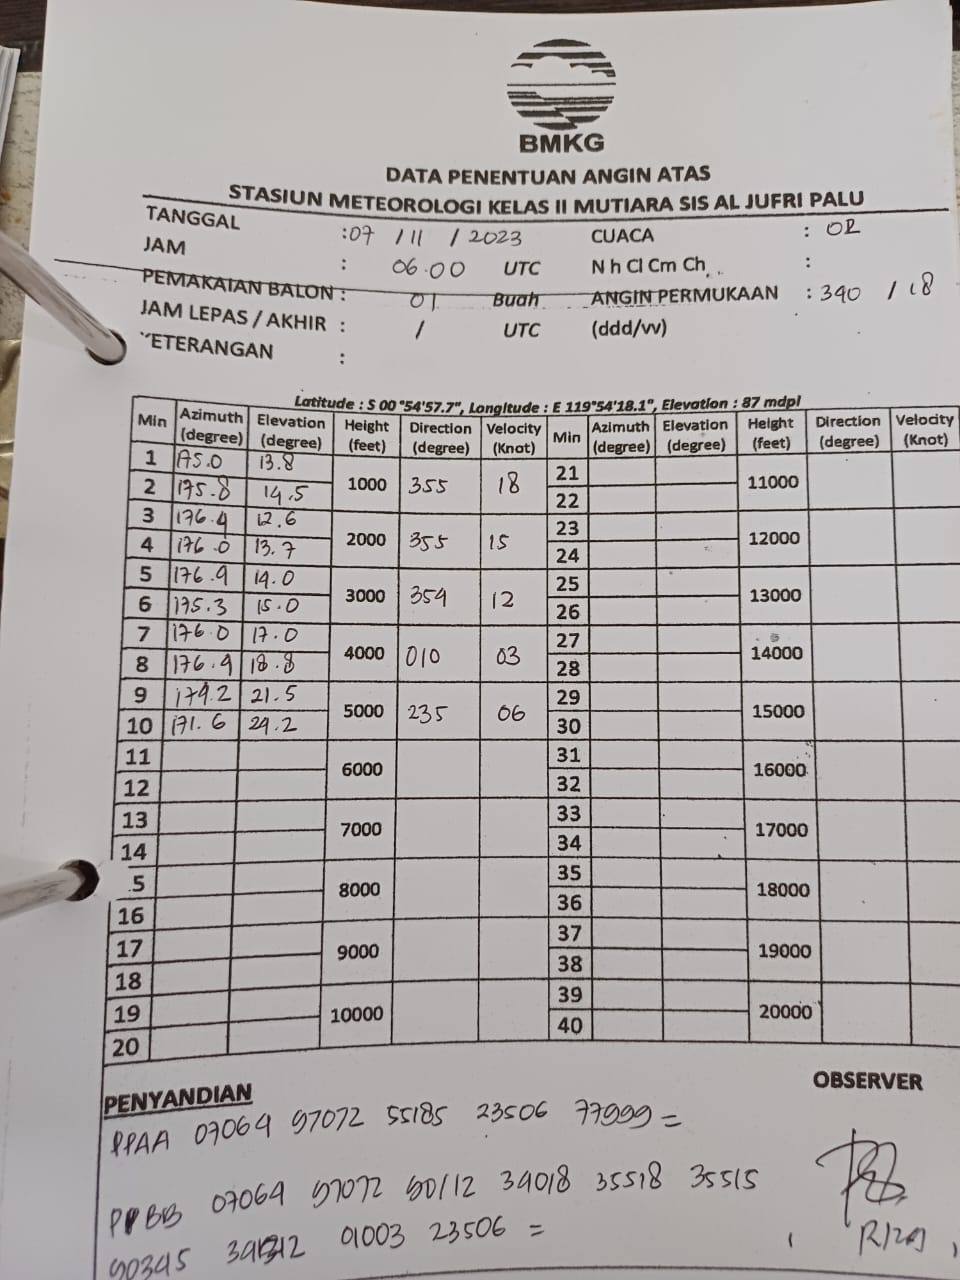 BMKG
DATA PENENTUAN ANGIN ATAS
STASIUN METEOROLOGI KELAS II MUTIARA SIS AL JUFRI PALU
TANGGAL : 07 / 11 / 2023 CUACA : OR
JAM : 06.00 UTC N h Cl Cm Ch :
PEMAKAIAN BALON : 01 Buah ANGIN PERMUKAAN : 340 / 18
JAM LEPAS / AKHIR : / UTC (ddd/vv)
KETERANGAN :
Latitude : S 00°54'57.7", Longitude : E 119°54'18.1", Elevation : 87 mdpl
Min Azimuth (degree) Elevation (degree) Height (feet) Direction (degree) Velocity (Knot) Min Azimuth (degree) Elevation (degree) Height (feet) Direction (degree) Velocity (Knot)
1 175.0 13.8 1000 355 18 21 11000
2 175.8 14.5 22
3 176.4 12.6 2000 355 15 23 12000
4 176.0 13.7 24
5 176.9 14.0 3000 354 12 25 13000
6 175.3 15.0 26
7 176.0 17.0 4000 010 03 27 14000
8 176.9 18.8 28
9 174.2 21.5 5000 235 06 29 15000
10 171.6 24.2 30
11 6000 31 16000
12 32
13 7000 33 17000
14 34
5 8000 35 18000
16 36
17 9000 37 19000
18 38
19 10000 39 20000
20 40
PENYANDIAN OBSERVER
PPAA 07064 97072 55185 23506 77999 =
PPBB 07064 97072 90/12 34018 35518 35515
90345 01003 23506 =